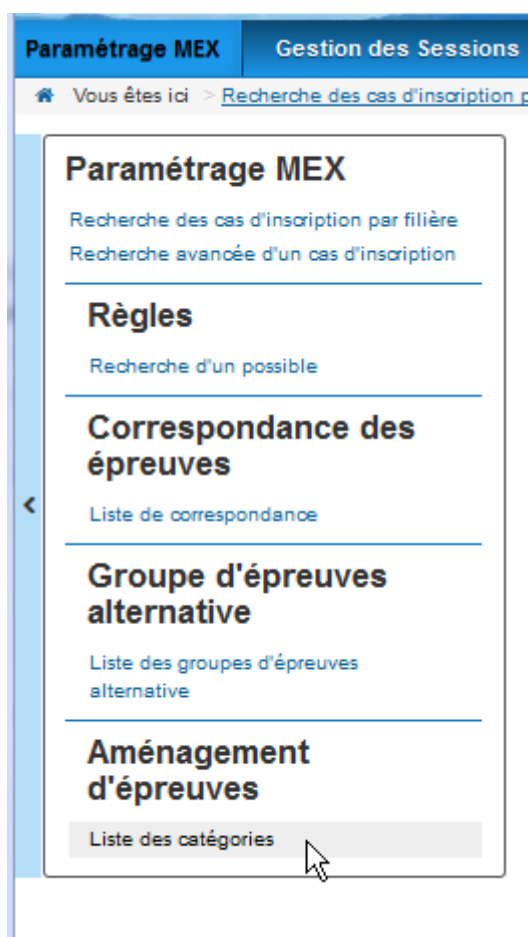 Paramétrage MEX Gestion des Sessions
Vous êtes ici > Recherche des cas d'inscription
Paramétrage MEX
Recherche des cas d'inscription par filière
Recherche avancée d'un cas d'inscription
Règles
Recherche d'un possible
Correspondance des
épreuves
Liste de correspondance
Groupe d'épreuves
alternative
Liste des groupes d'épreuves
alternative
Aménagement
d'épreuves
Liste des catégories